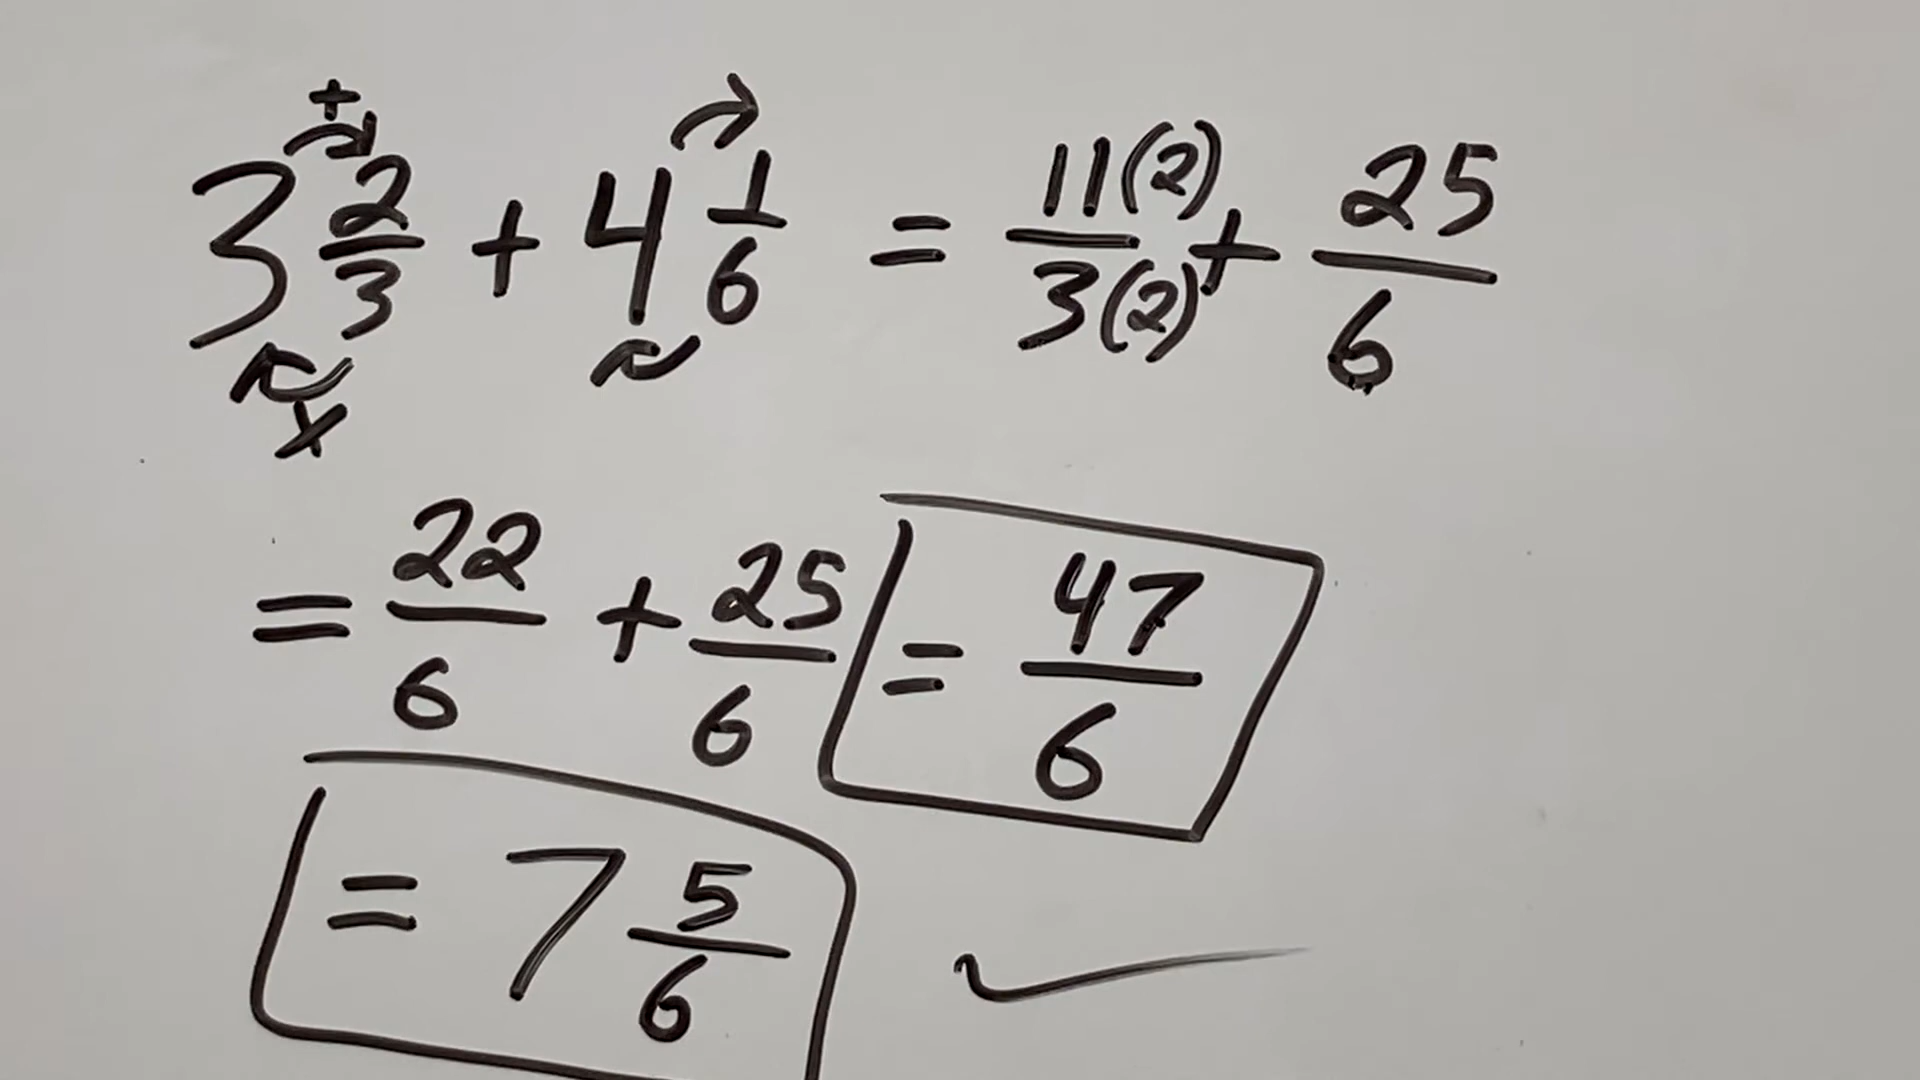 3 2/3 + 4 1/6 = 11(2)/3(2) + 25/6
= 22/6 + 25/6 = 47/6
= 7 5/6 ✓